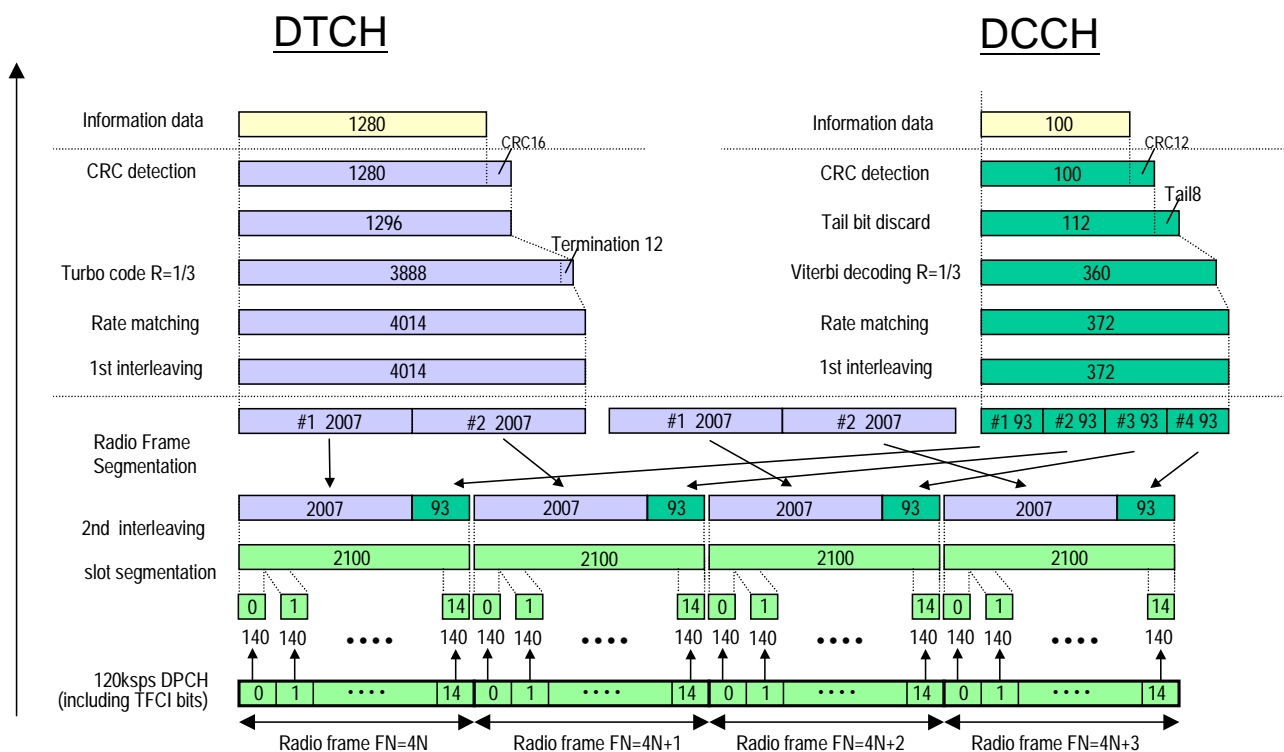 DTCH DCCH
Information data 1280 Information data 100
CRC16 CRC12
CRC detection 1280 CRC detection 100
Tail8
1296 Tail bit discard 112
Termination 12
Turbo code R=1/3 3888 Viterbi decoding R=1/3 360
Rate matching 4014 Rate matching 372
1st interleaving 4014 1st interleaving 372
#1 2007 #2 2007 #1 2007 #2 2007 #1 93 #2 93 #3 93 #4 93
Radio Frame
Segmentation
2007 93 2007 93 2007 93 2007 93
2nd interleaving
2100 2100 2100 2100
slot segmentation
0 1 14 0 1 14 0 1 14 0 1 14
140 140 •••• 140 140 140 •••• 140 140 140 •••• 140 140 140 •••• 140
120ksps DPCH
(including TFCI bits)
0 1 •••• 14 0 1 •••• 14 0 1 •••• 14 0 1 •••• 14
Radio frame FN=4N Radio frame FN=4N+1 Radio frame FN=4N+2 Radio frame FN=4N+3